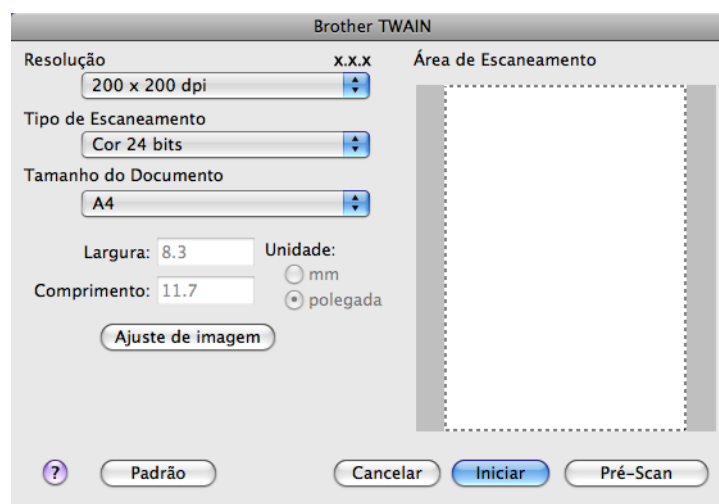 Brother TWAIN
Resolução x.x.x
200 x 200 dpi
Tipo de Escaneamento
Cor 24 bits
Tamanho do Documento
A4
Largura: 8.3
Comprimento: 11.7
Unidade:
mm
polegada
Ajuste de imagem
Área de Escaneamento
? Padrão Cancelar Iniciar Pré-Scan